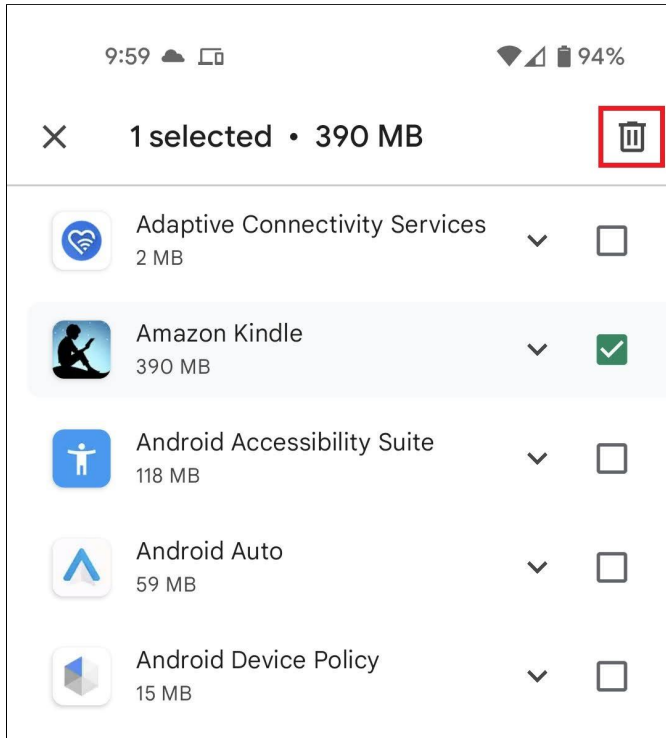 9:59 94%
1 selected • 390 MB
Adaptive Connectivity Services
2 MB
Amazon Kindle
390 MB
Android Accessibility Suite
118 MB
Android Auto
59 MB
Android Device Policy
15 MB